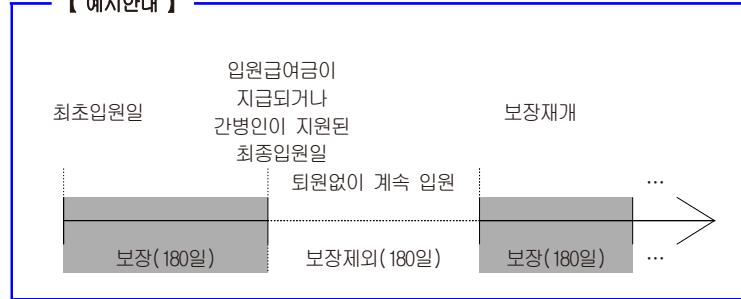 【 예시안내 】
입원급여금이
지급되거나
간병인이 지원된
최종입원일
최초입원일
보장재개
퇴원없이 계속 입원
…
보장(180일)
보장제외(180일)
보장(180일)
…